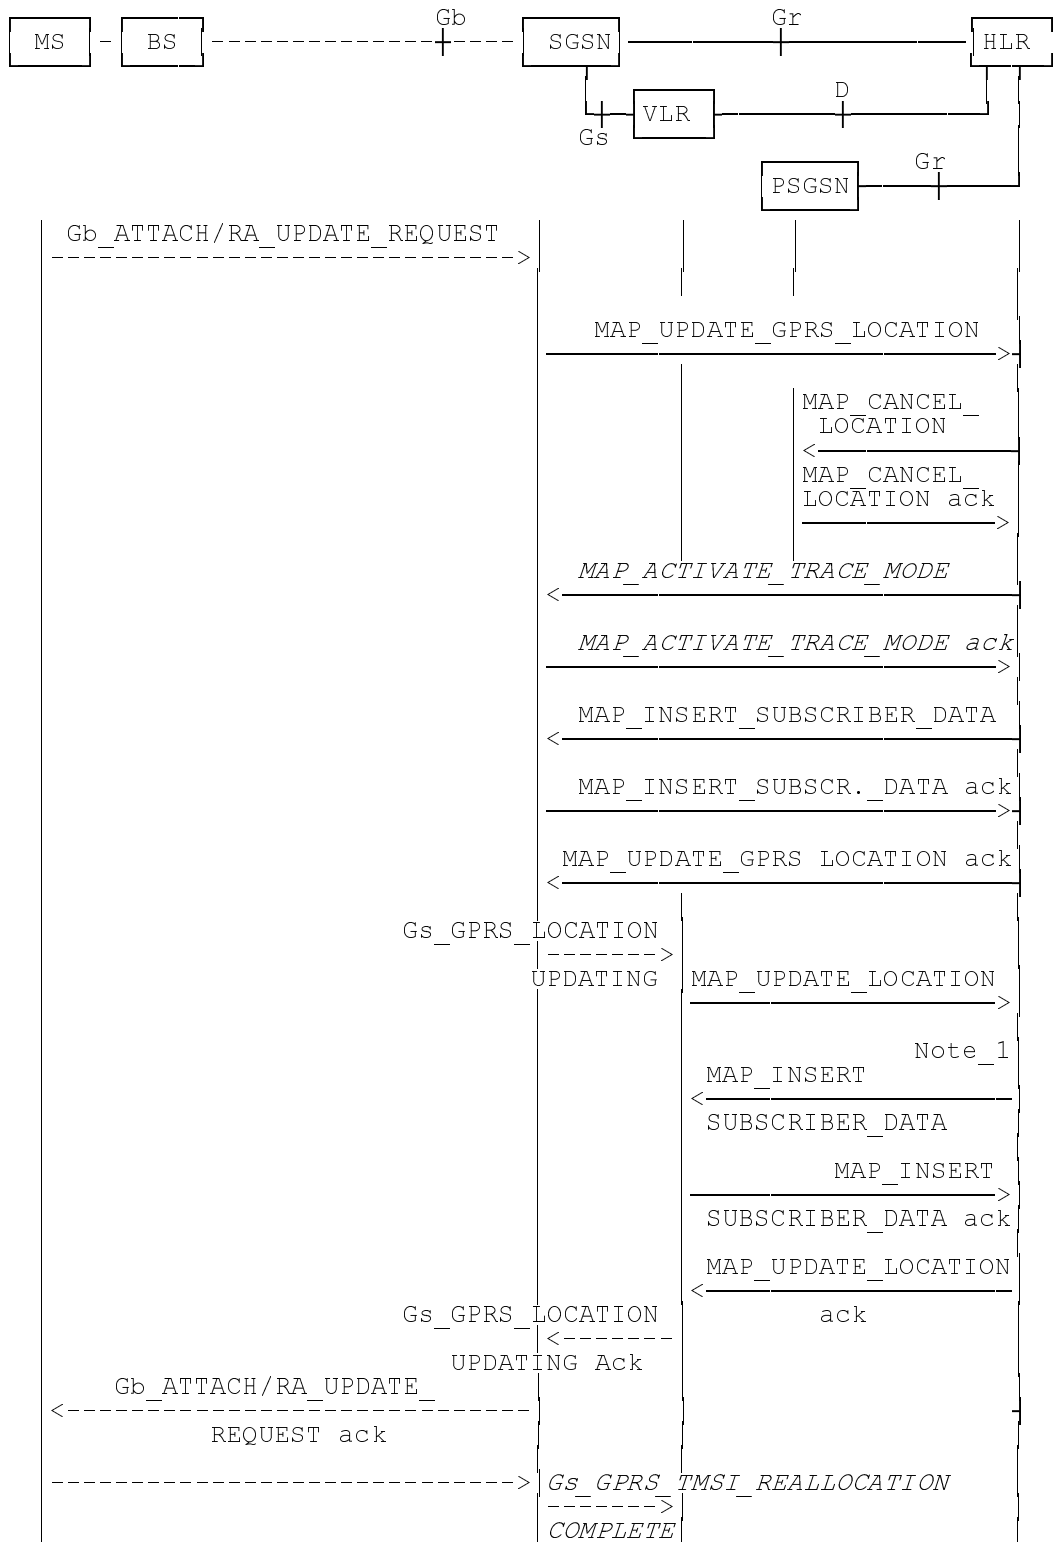 Gb
Gr
MS
BS
SGSN
HLR
D
VLR
Gs
Gr
PSGSN
Gb_ATTACH/RA_UPDATE_REQUEST
MAP_UPDATE_GPRS_LOCATION
MAP_CANCEL_
LOCATION
MAP_CANCEL_
LOCATION ack
MAP_ACTIVATE_TRACE_MODE
MAP_ACTIVATE_TRACE_MODE ack
MAP_INSERT_SUBSCRIBER_DATA
MAP_INSERT_SUBSCR._DATA ack
MAP_UPDATE_GPRS LOCATION ack
Gs_GPRS_LOCATION
UPDATING
MAP_UPDATE_LOCATION
Note_1
MAP_INSERT
SUBSCRIBER_DATA
MAP_INSERT
SUBSCRIBER_DATA ack
MAP_UPDATE_LOCATION
ack
Gs_GPRS_LOCATION
UPDATING Ack
Gb_ATTACH/RA_UPDATE_
REQUEST ack
Gs_GPRS_TMSI_REALLOCATION
COMPLETE